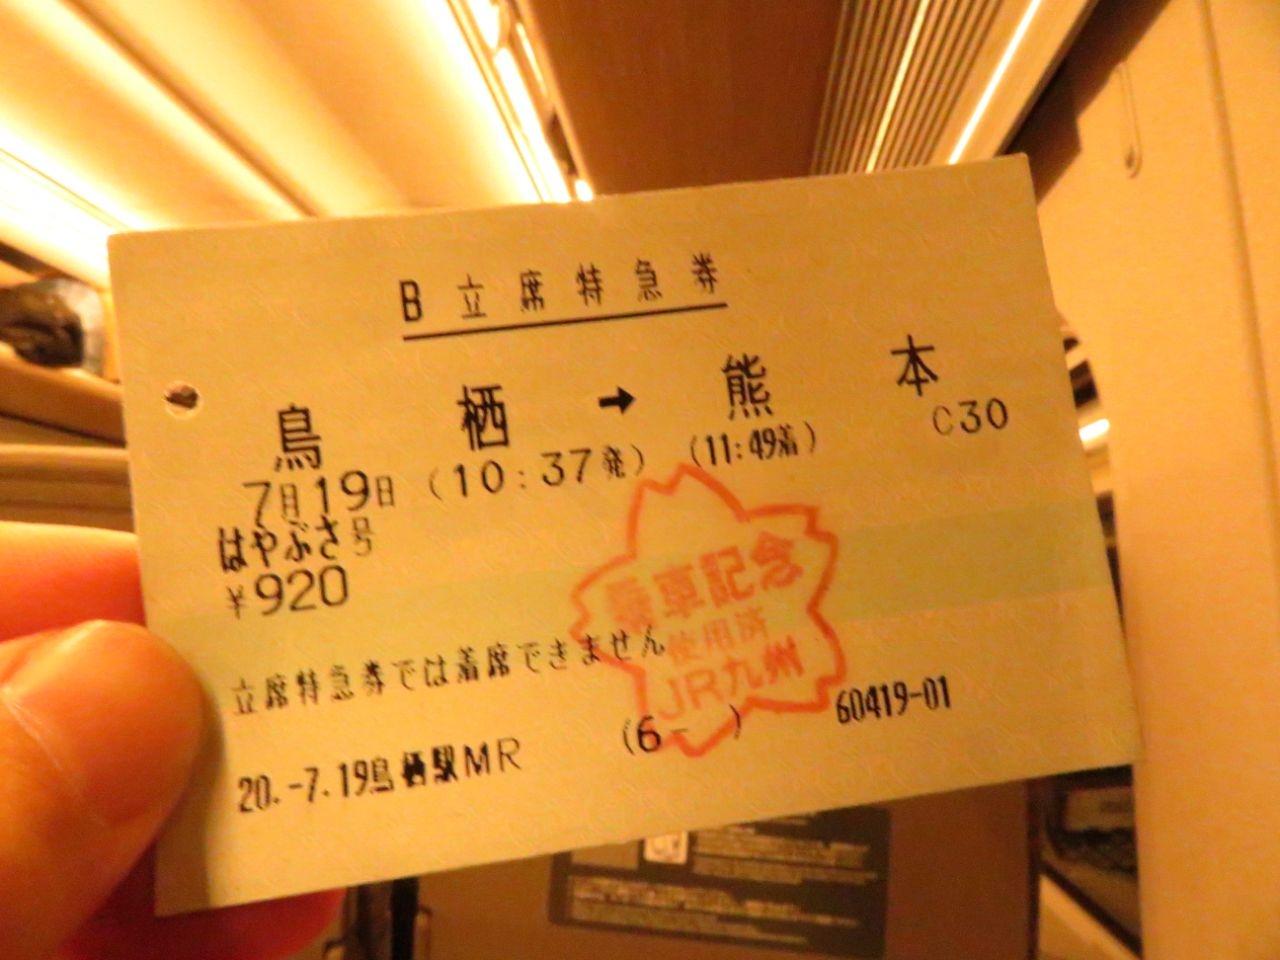 B 立席特急券
鳥 栖 → 熊 本
7月19日 (10:37発) (11:49着) C30
はやぶさ号
¥920
乗車記念
使用済
JR九州
立席特急券では着席できません
20.-7.19鳥栖駅MR (6- ) 60419-01